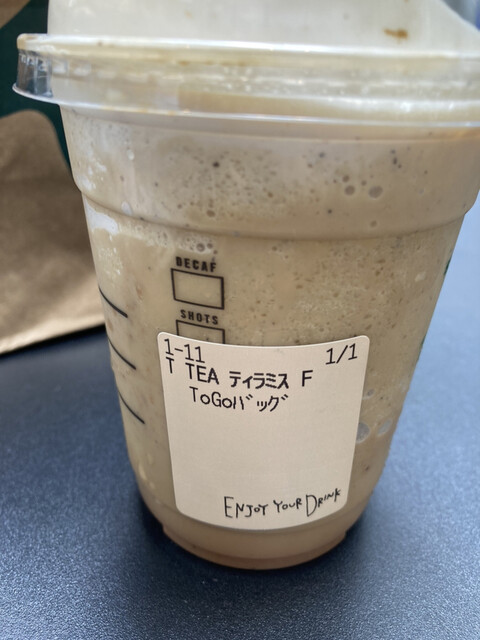 DECAF
SHOTS
1-11 1/1
T TEA ティラミス F
ToGoバッグ
ENJOY YOUR DRINK